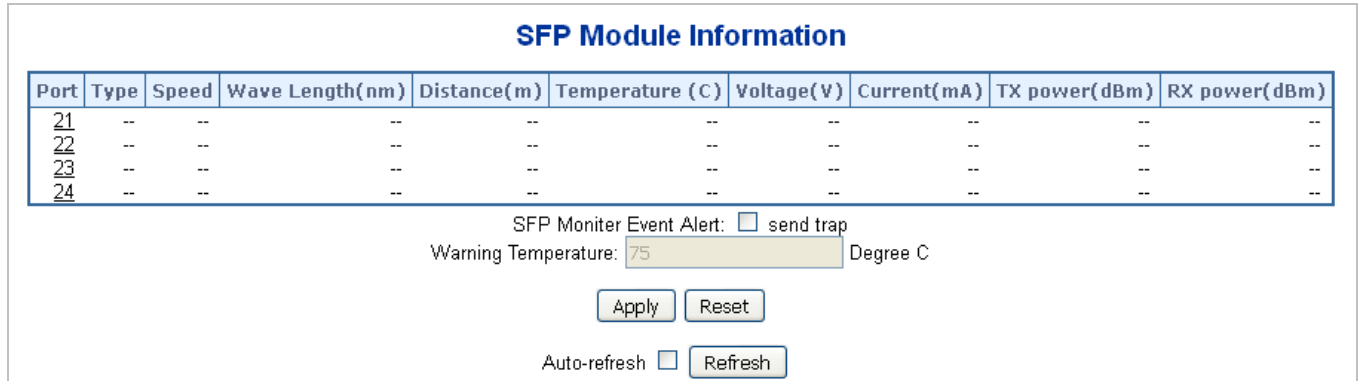 SFP Module Information
Port Type Speed Wave Length(nm) Distance(m) Temperature (C) Voltage(V) Current(mA) TX power(dBm) RX power(dBm)
21 -- -- -- -- -- -- -- -- --
22 -- -- -- -- -- -- -- -- --
23 -- -- -- -- -- -- -- -- --
24 -- -- -- -- -- -- -- -- --
SFP Moniter Event Alert: send trap
Warning Temperature: 75 Degree C
Apply Reset
Auto-refresh Refresh